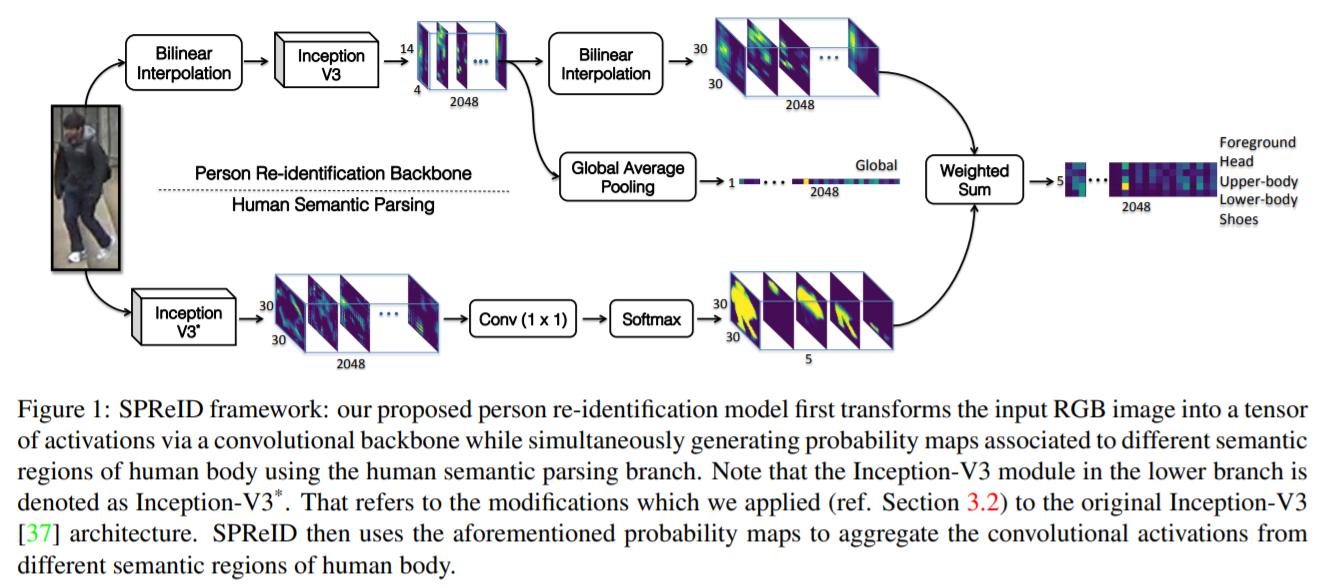 Bilinear
Interpolation
Inception
V3
14
4
2048
Bilinear
Interpolation
30
30
2048
Person Re-identification Backbone
Human Semantic Parsing
Global Average
Pooling
1
Global
2048
Weighted
Sum
5
2048
Foreground
Head
Upper-body
Lower-body
Shoes
Inception
V3*
30
30
2048
Conv (1 x 1)
Softmax
30
30
5
Figure 1: SPReID framework: our proposed person re-identification model first transforms the input RGB image into a tensor
of activations via a convolutional backbone while simultaneously generating probability maps associated to different semantic
regions of human body using the human semantic parsing branch. Note that the Inception-V3 module in the lower branch is
denoted as Inception-V3*. That refers to the modifications which we applied (ref. Section 3.2) to the original Inception-V3
[37] architecture. SPReID then uses the aforementioned probability maps to aggregate the convolutional activations from
different semantic regions of human body.